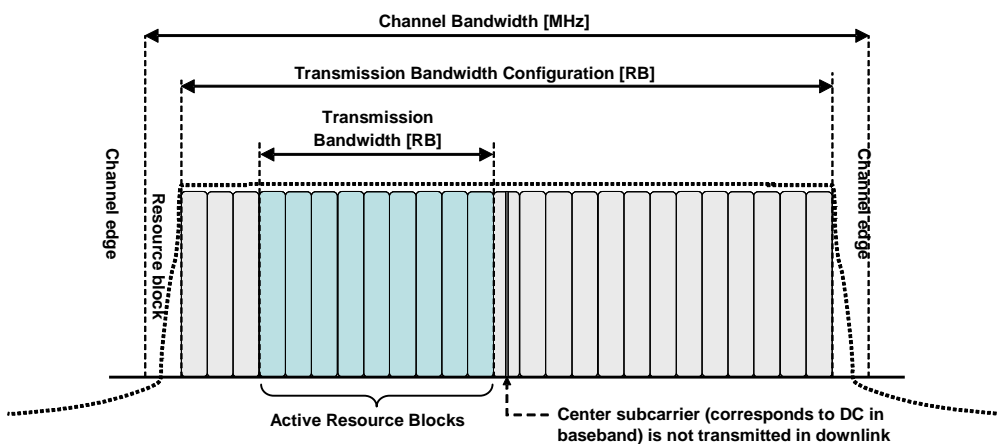 Channel Bandwidth [MHz]
Transmission Bandwidth Configuration [RB]
Transmission
Bandwidth [RB]
Channel edge
Resource block
Channel edge
Active Resource Blocks
Center subcarrier (corresponds to DC in
baseband) is not transmitted in downlink